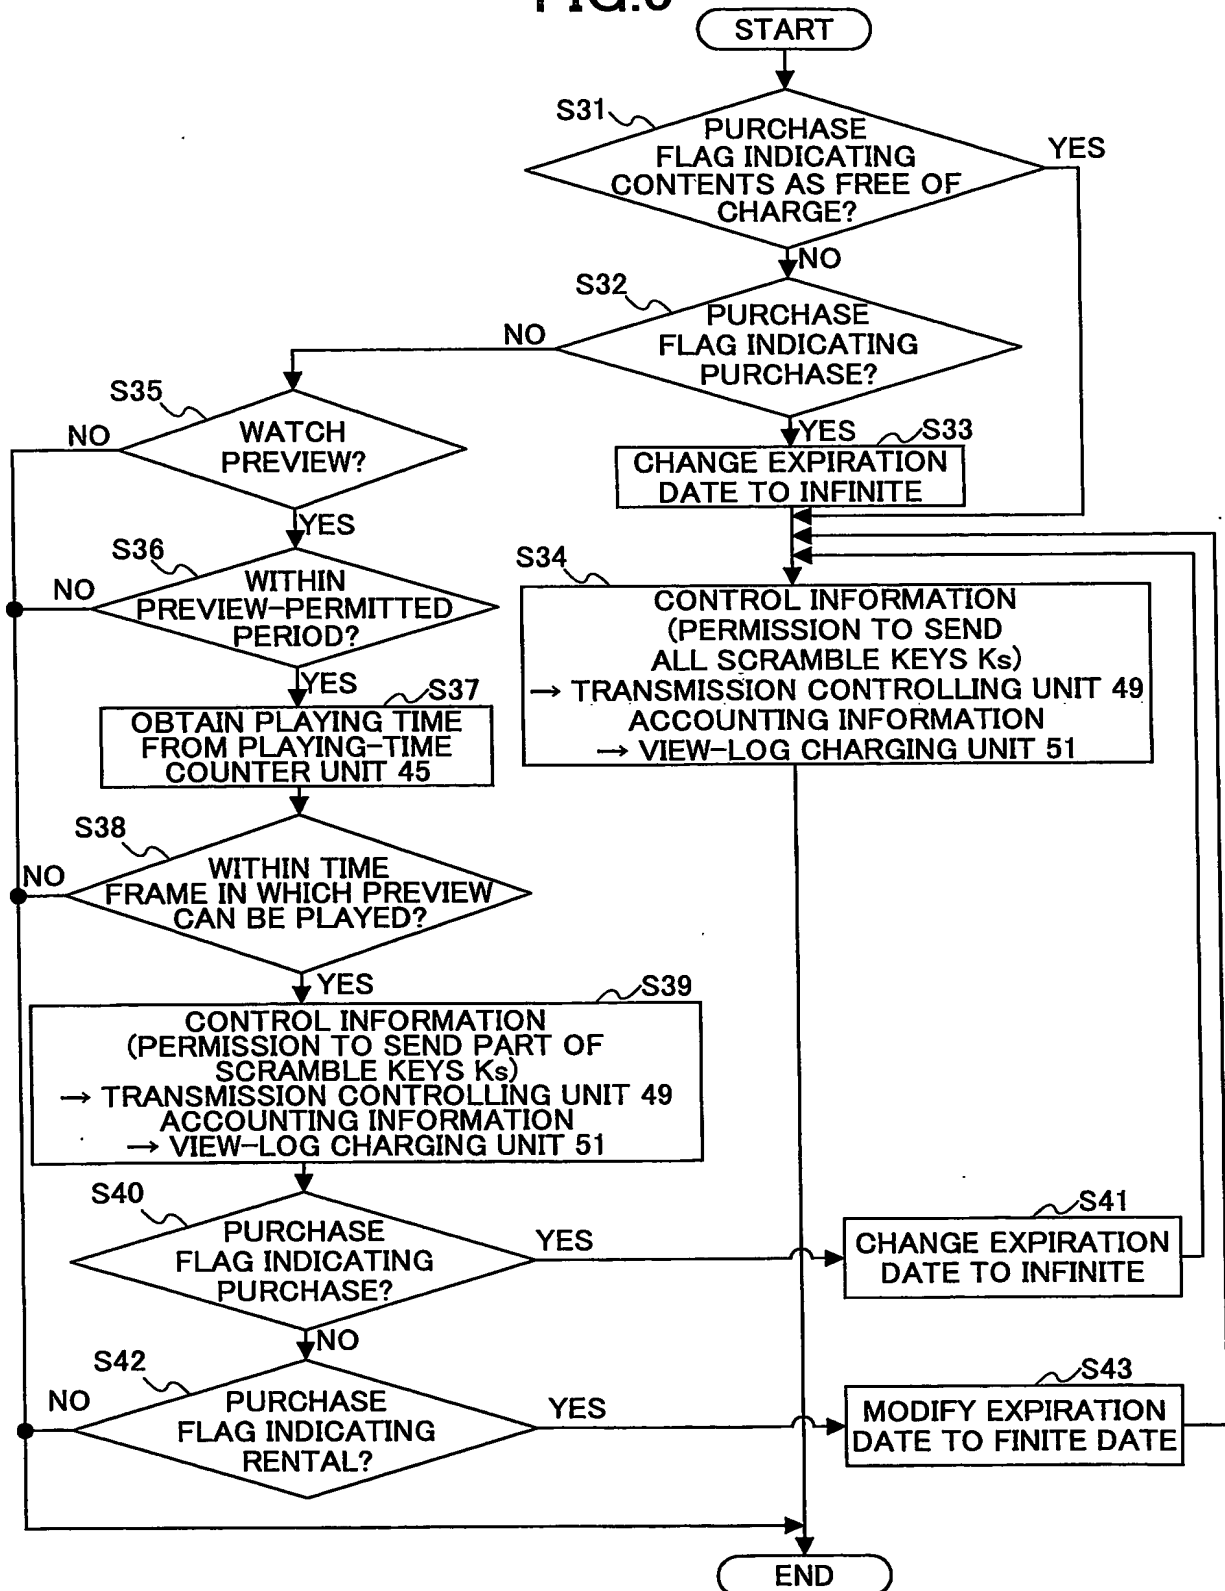 START
S31
PURCHASE
FLAG INDICATING
CONTENTS AS FREE OF
CHARGE?
YES
NO
S32
PURCHASE
FLAG INDICATING
PURCHASE?
NO
YES
S33
CHANGE EXPIRATION
DATE TO INFINITE
S35
WATCH
PREVIEW?
NO
YES
S36
WITHIN
PREVIEW-PERMITTED
PERIOD?
NO
YES
S34
CONTROL INFORMATION
(PERMISSION TO SEND
ALL SCRAMBLE KEYS Ks)
→ TRANSMISSION CONTROLLING UNIT 49
ACCOUNTING INFORMATION
→ VIEW-LOG CHARGING UNIT 51
S37
OBTAIN PLAYING TIME
FROM PLAYING-TIME
COUNTER UNIT 45
S38
WITHIN TIME
FRAME IN WHICH PREVIEW
CAN BE PLAYED?
NO
YES
S39
CONTROL INFORMATION
(PERMISSION TO SEND PART OF
SCRAMBLE KEYS Ks)
→ TRANSMISSION CONTROLLING UNIT 49
ACCOUNTING INFORMATION
→ VIEW-LOG CHARGING UNIT 51
S40
PURCHASE
FLAG INDICATING
PURCHASE?
YES
NO
S41
CHANGE EXPIRATION
DATE TO INFINITE
S42
PURCHASE
FLAG INDICATING
RENTAL?
NO
YES
S43
MODIFY EXPIRATION
DATE TO FINITE DATE
END